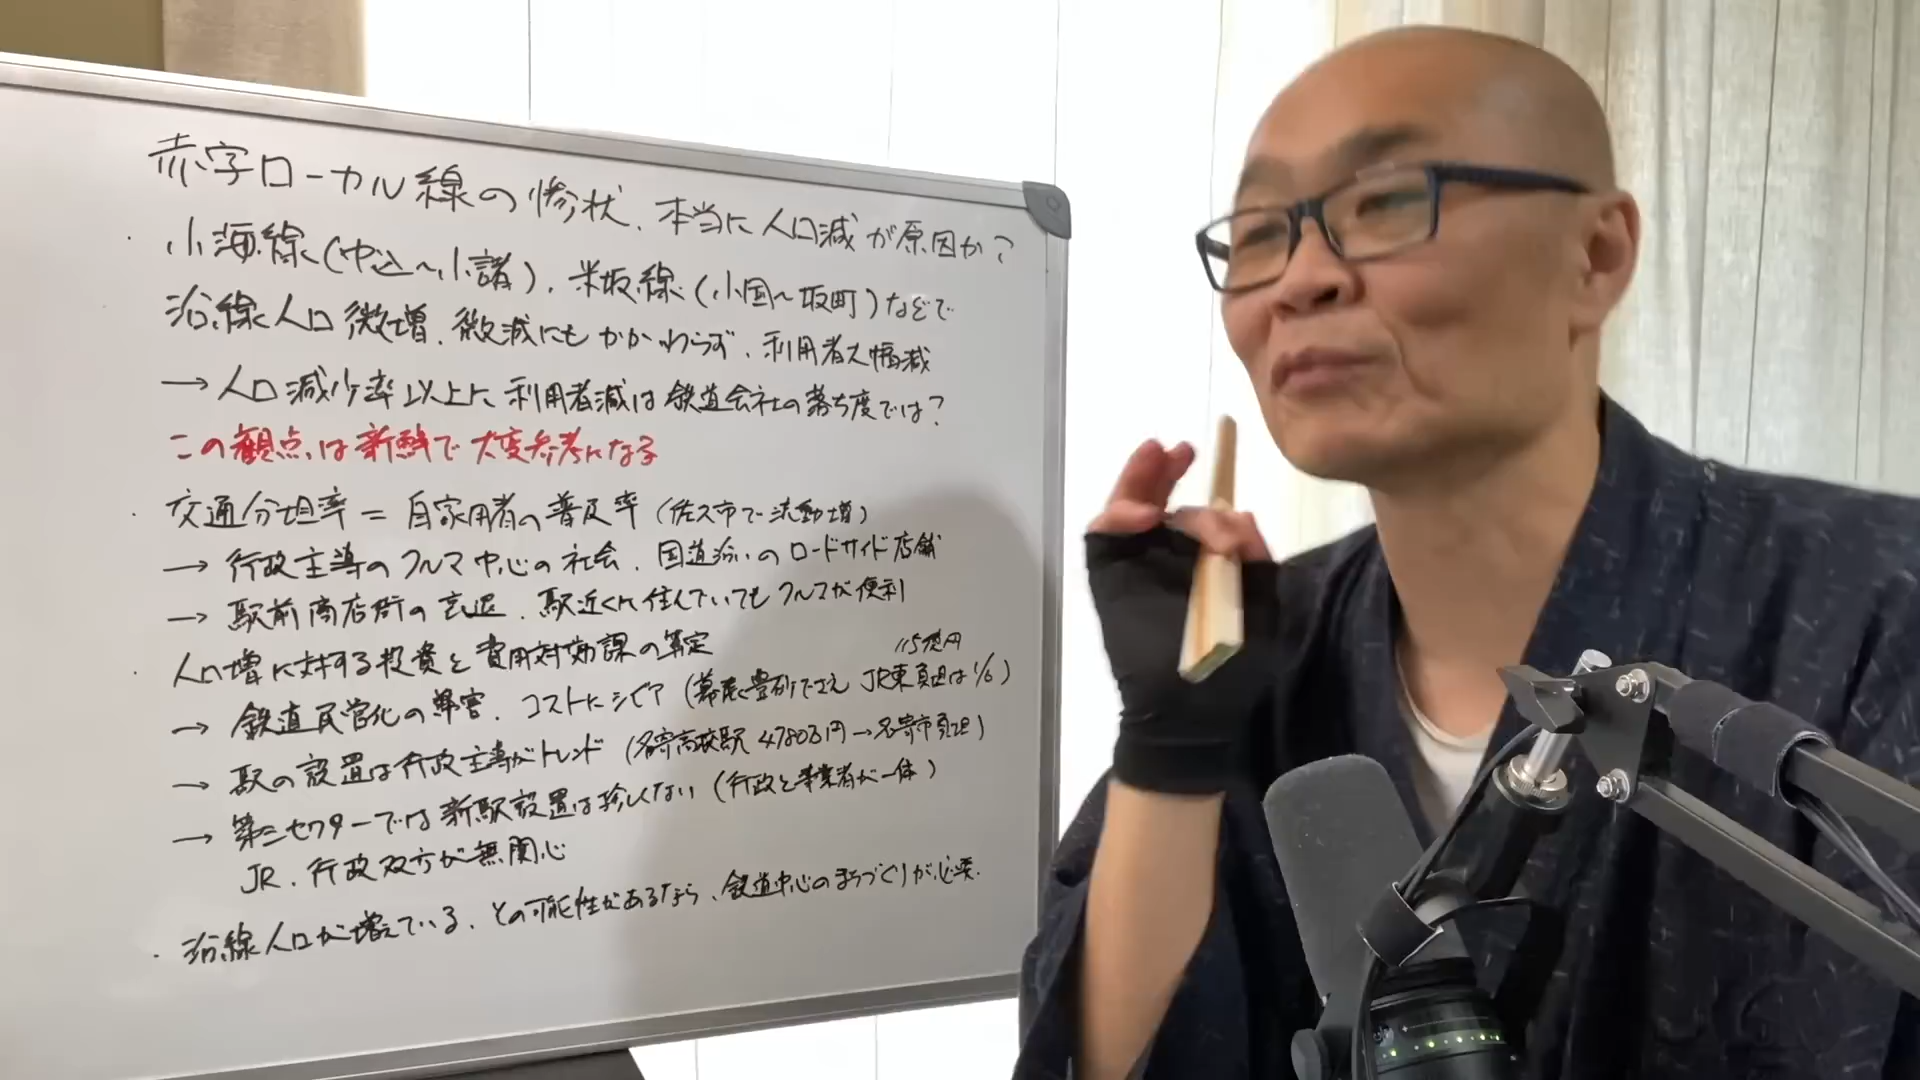 赤字ローカル線の惨状、本当に人口減が原因か?
・小海線(中込〜小諸)、米坂線(小国〜坂町)などで
沿線人口微増、微減にもかかわらず、利用者大幅減
→人口減少率以上に利用者減は鉄道会社の落ち度では?
この観点は新鮮で大変参考になる
・交通分担率=自家用者の普及率(佐久市で流動増)
→行政主導のクルマ中心の社会、国道沿いのロードサイド店舗
→駅前商店街の衰退、駅近くに住んでいてもクルマが便利
・人口増に対する投資と費用対効課の算定
115億円
→鉄道民営化の弊害、コストにシビア(幕張豊砂でさえJR東負担は1/6)
→駅の設置は行政主導がトレンド(名寄高校駅4780万円→名寄市負担)
→第三セクターでは新駅設置は珍しくない(行政と事業者が一体)
JR、行政双方が無関心
・沿線人口が増えている、その可能性があるなら、鉄道中心のまちづくりが必要.